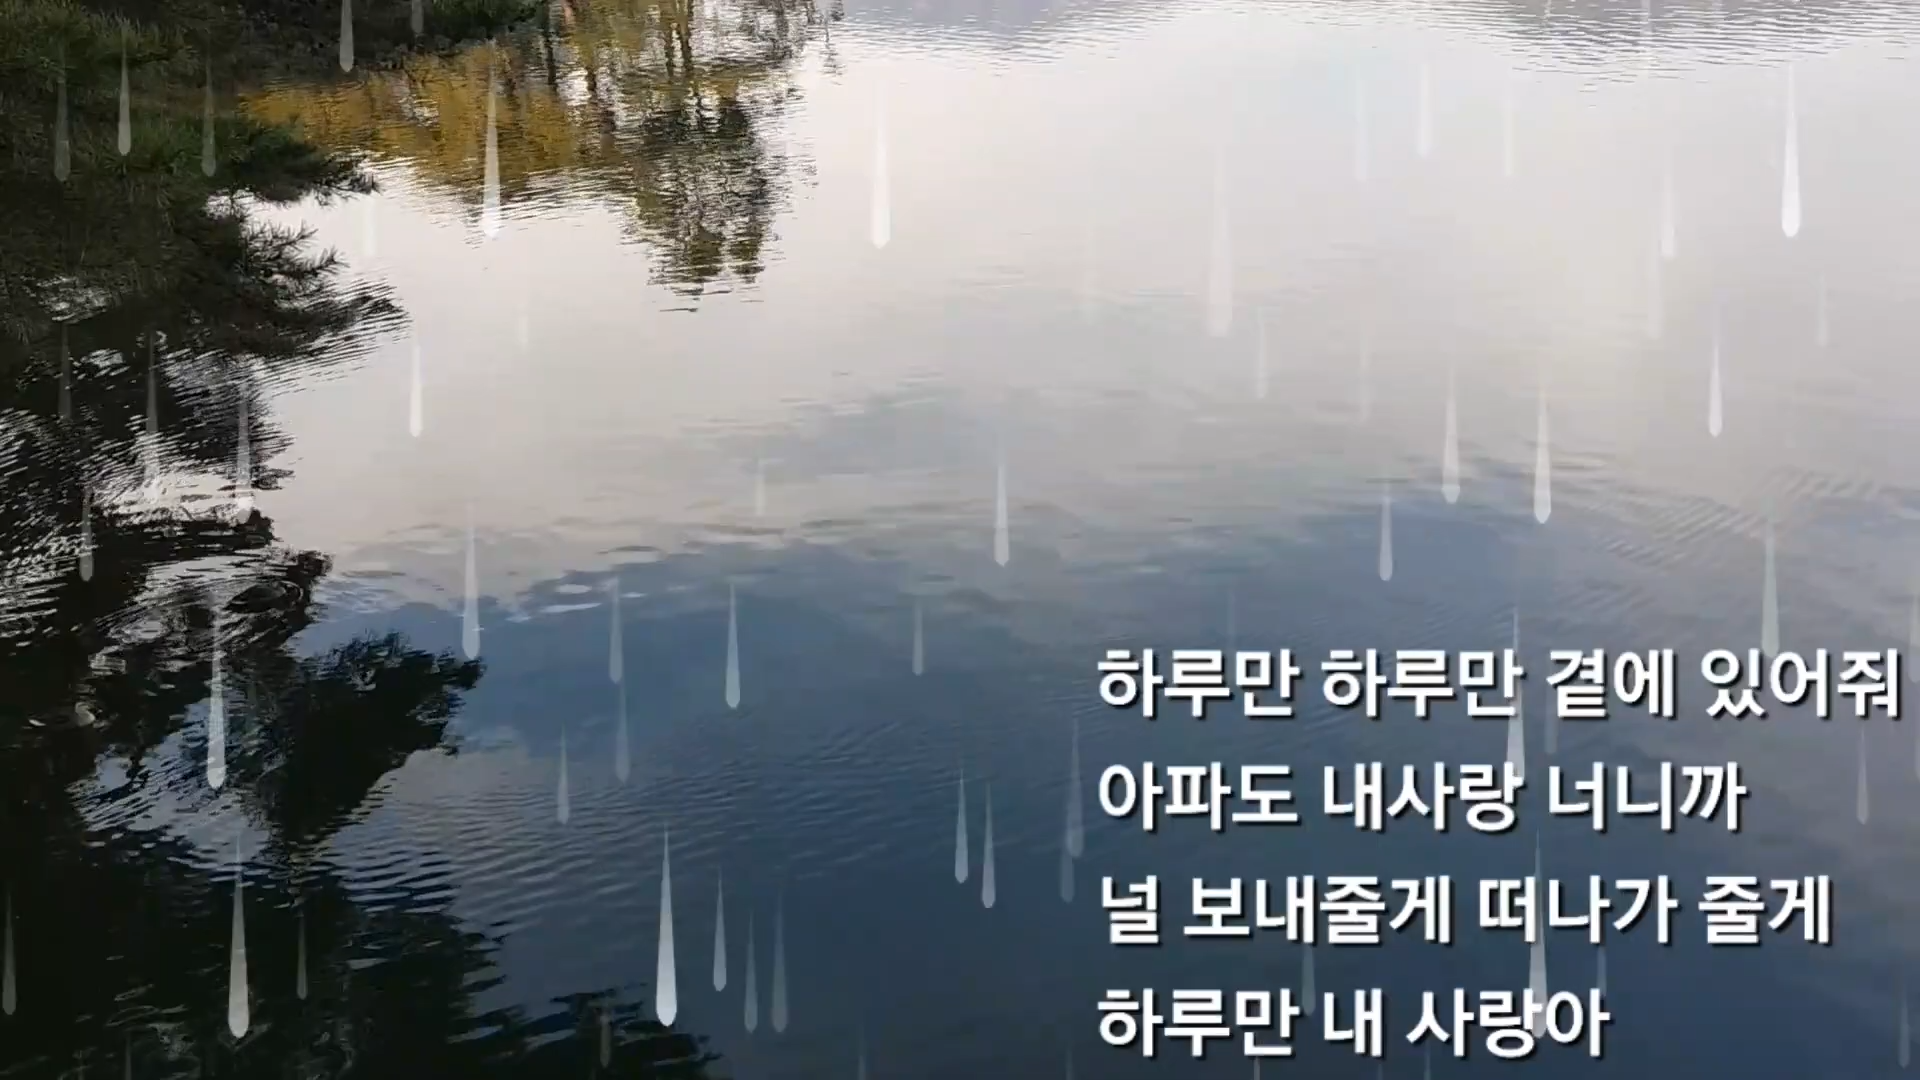 하루만 하루만 곁에 있어줘
아파도 내사랑 너니까
널 보내줄게 떠나가 줄게
하루만 내 사랑아